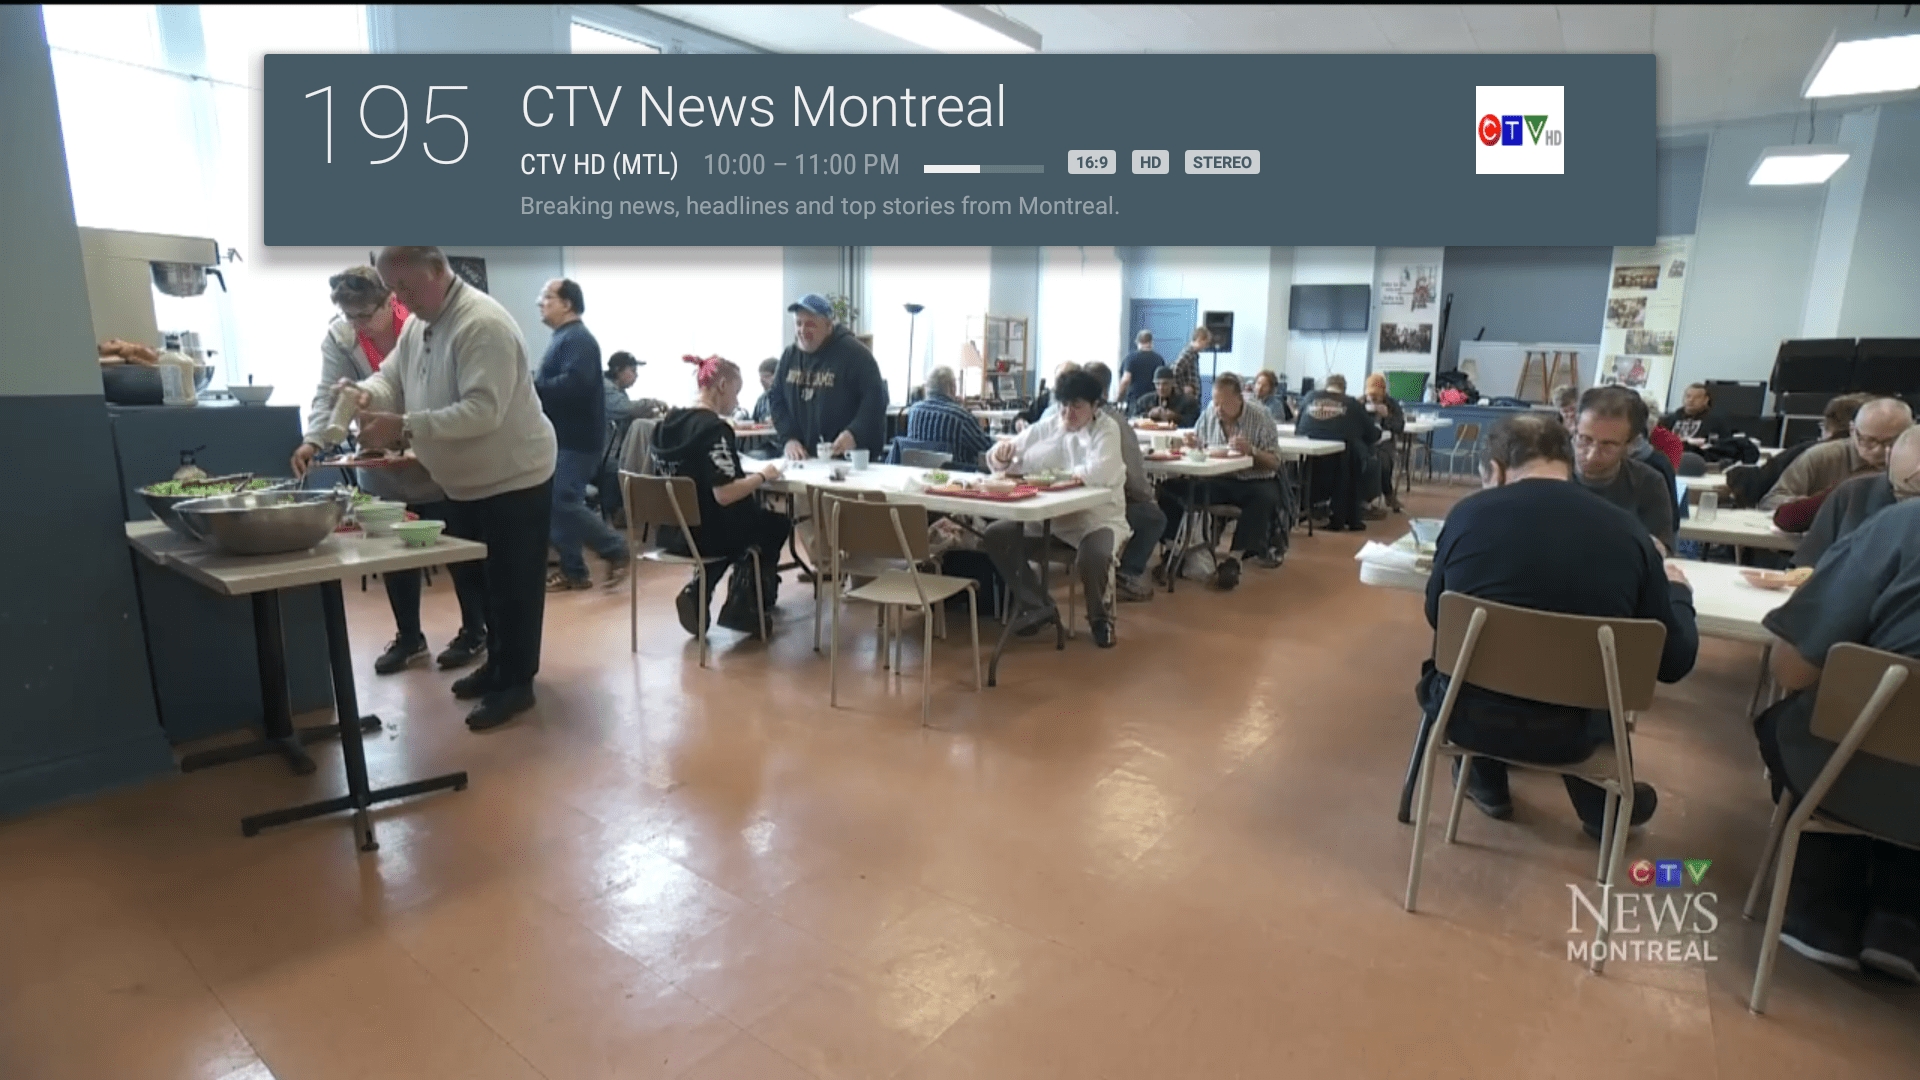 195
CTV News Montreal
CTV HD (MTL) 10:00 – 11:00 PM 16:9 HD STEREO
Breaking news, headlines and top stories from Montreal.
CTV HD
CTV
NEWS
MONTREAL